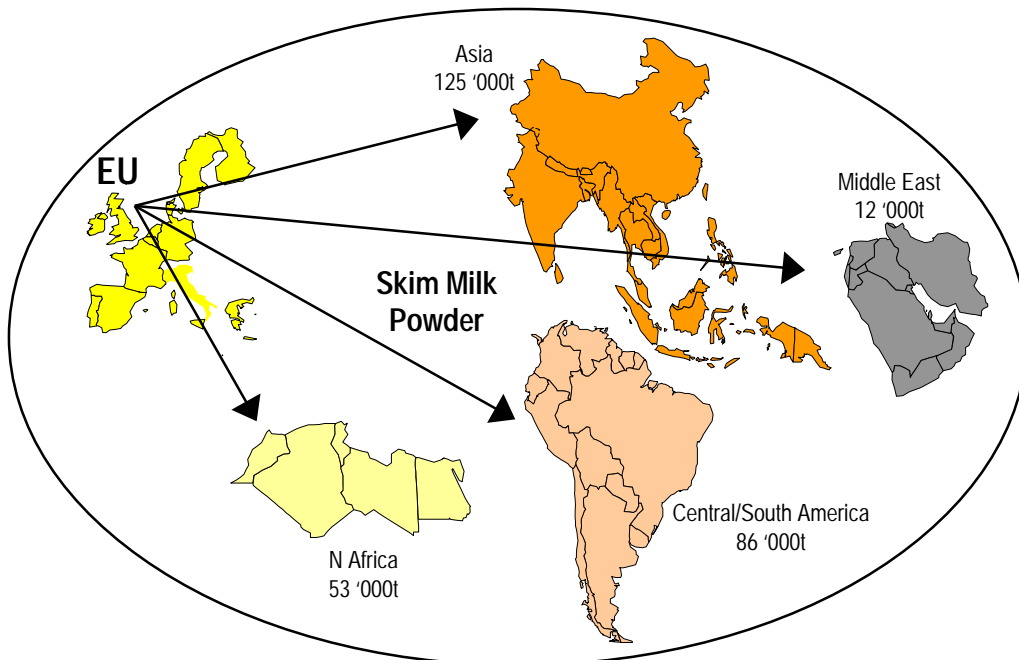 Asia
125 ‘000t
EU
Middle East
12 ‘000t
Skim Milk
Powder
Central/South America
86 ‘000t
N Africa
53 ‘000t